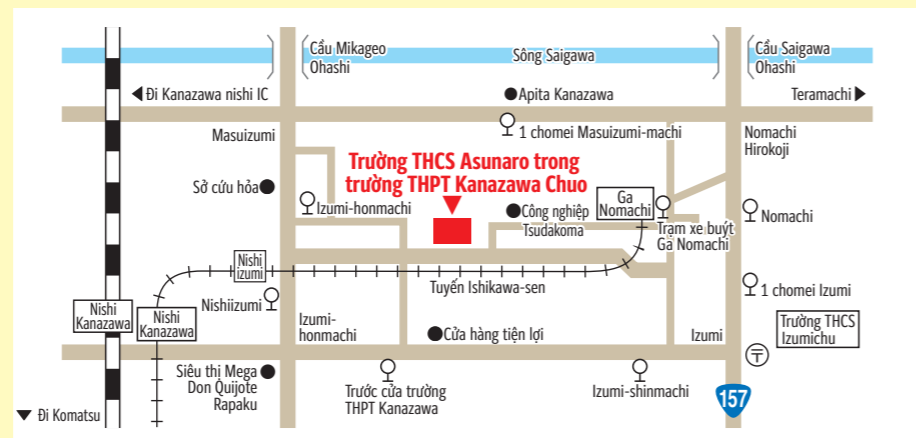 Cầu Mikageo
Ohashi
Sông Saigawa
Cầu Saigawa
Ohashi
Đi Kanazawa nishi IC
Apita Kanazawa
Teramachi
Masuizumi
1 chomei Masuizumi-machi
Nomachi
Hirokoji
Trường THCS Asunaro trong
trường THPT Kanazawa Chuo
Sở cứu hỏa
Izumi-honmachi
Công nghiệp
Tsudakoma
Ga
Nomachi
Trạm xe buýt
Ga Nomachi
Nomachi
Nishi
izumi
Tuyến Ishikawa-sen
Nishi
Kanazawa
Nishi
Kanazawa
Nishiizumi
1 chomei Izumi
Izumi-
honmachi
Cửa hàng tiện lợi
Izumi
Trường THCS
Izumichu
Siêu thị Mega
Don Quijote
Rapaku
Trước cửa trường
THPT Kanazawa
Izumi-shinmachi
157
Đi Komatsu